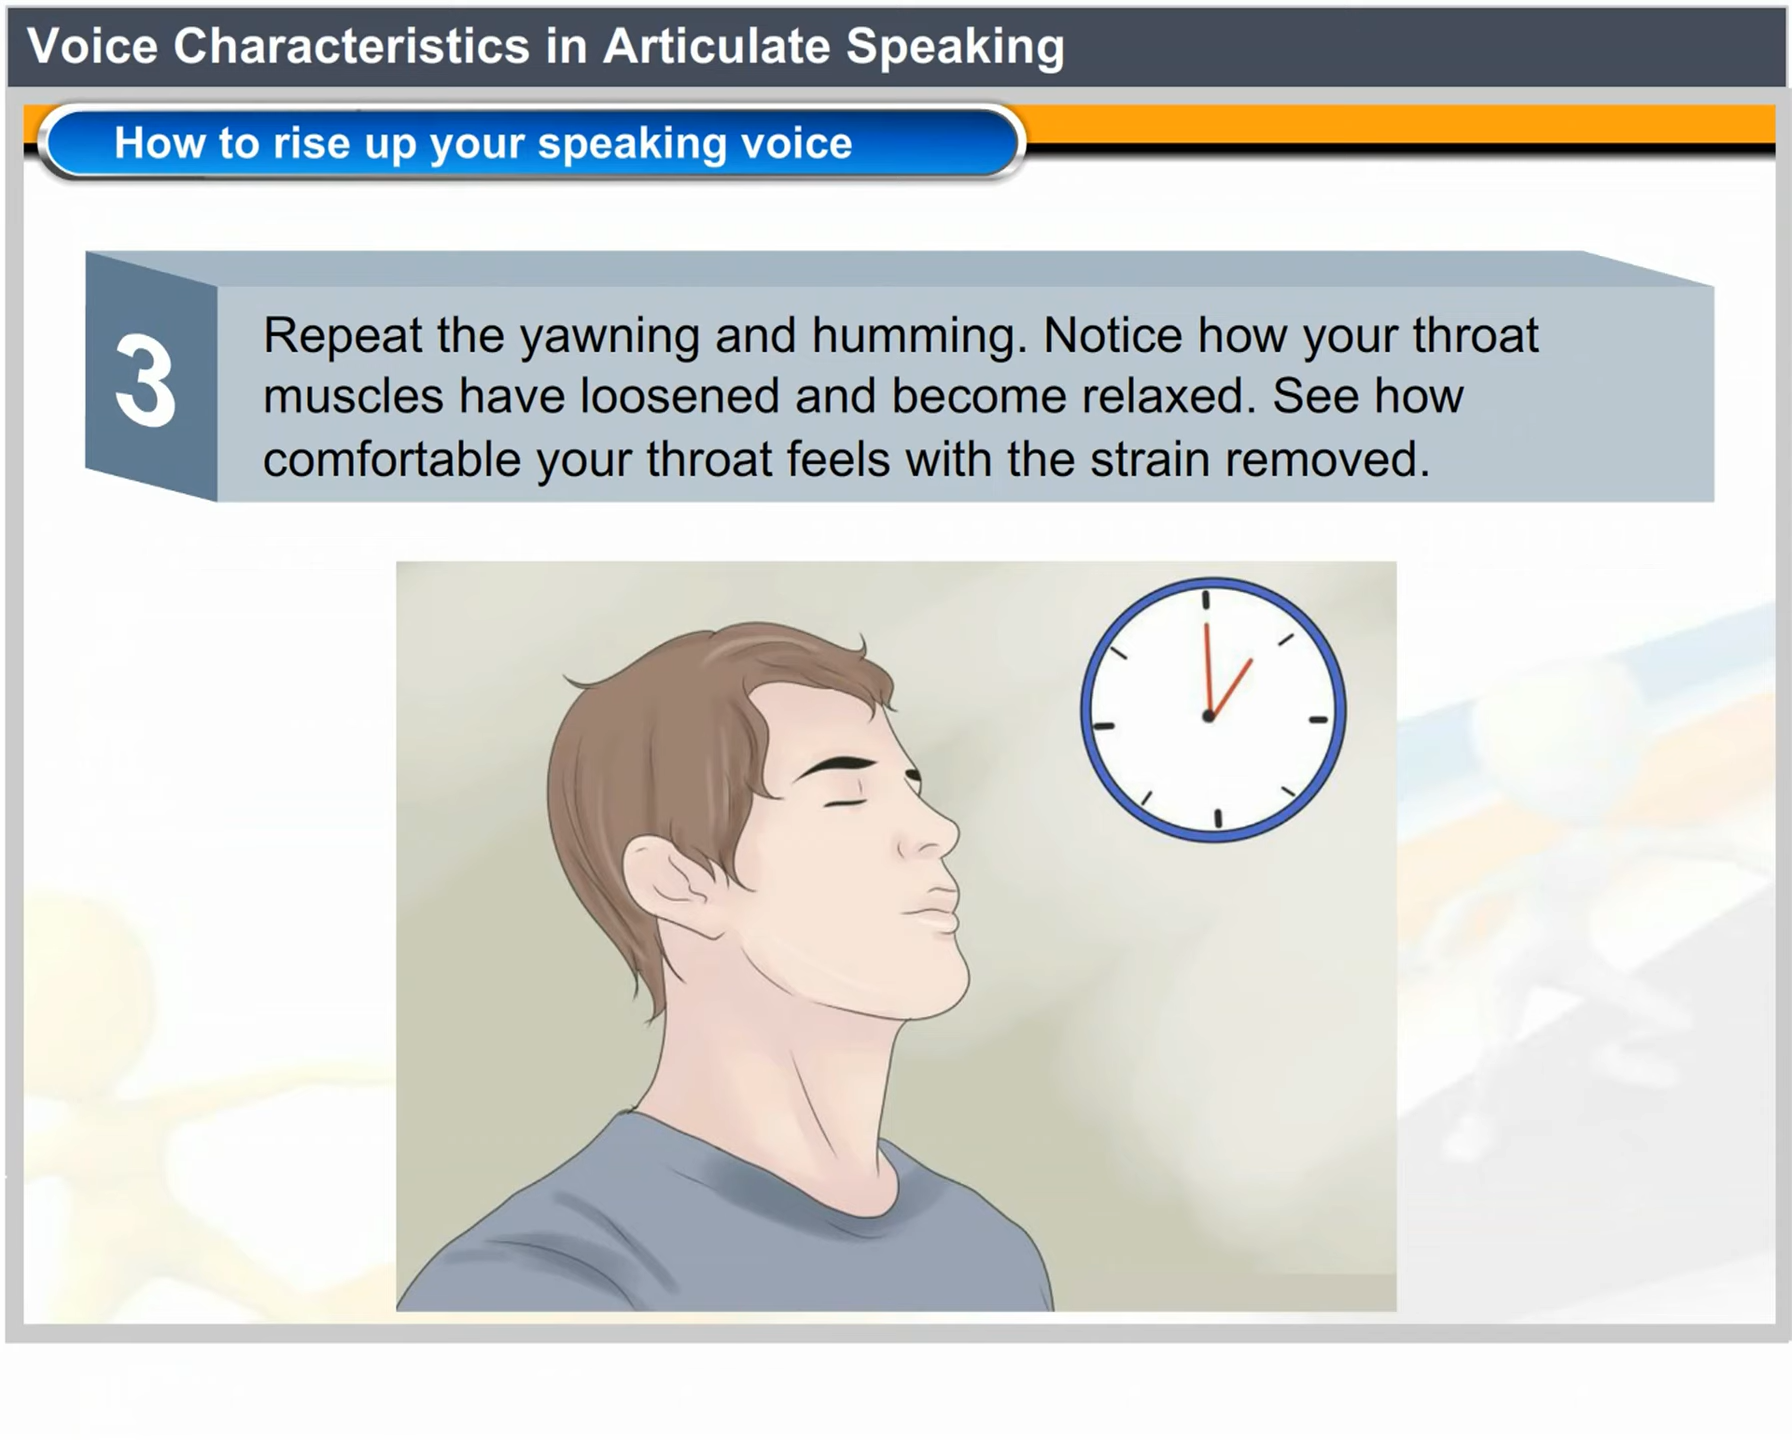 Voice Characteristics in Articulate Speaking
How to rise up your speaking voice
3
Repeat the yawning and humming. Notice how your throat
muscles have loosened and become relaxed. See how
comfortable your throat feels with the strain removed.